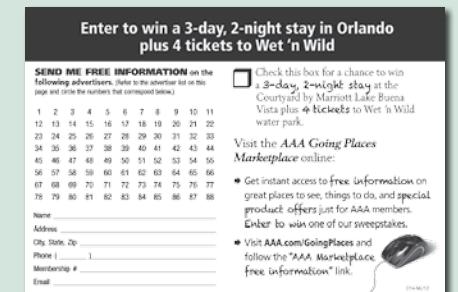 Enter to win a 3-day, 2-night stay in Orlando
plus 4 tickets to Wet 'n Wild
SEND ME FREE INFORMATION on the
following advertisers. (Refer to the advertiser list on this
page and circle the numbers that correspond below.)
1 2 3 4 5 6 7 8 9 10 11
12 13 14 15 16 17 18 19 20 21 22
23 24 25 26 27 28 29 30 31 32 33
34 35 36 37 38 39 40 41 42 43 44
45 46 47 48 49 50 51 52 53 54 55
56 57 58 59 60 61 62 63 64 65 66
67 68 69 70 71 72 73 74 75 76 77
78 79 80 81 82 83 84 85 86 87 88
Name
Address
City, State, Zip
Phone ( )
Membership #
Email
Check this box for a chance to win
a 3-day, 2-night stay at the
Courtyard by Marriott Lake Buena
Vista plus 4 tickets to Wet 'n Wild
water park.
Visit the AAA Going Places
Marketplace online:
Get instant access to free information on
great places to see, things to do, and special
product offers just for AAA members.
Enter to win one of our sweepstakes.
Visit AAA.com/GoingPlaces and
follow the "AAA Marketplace
free information" link.